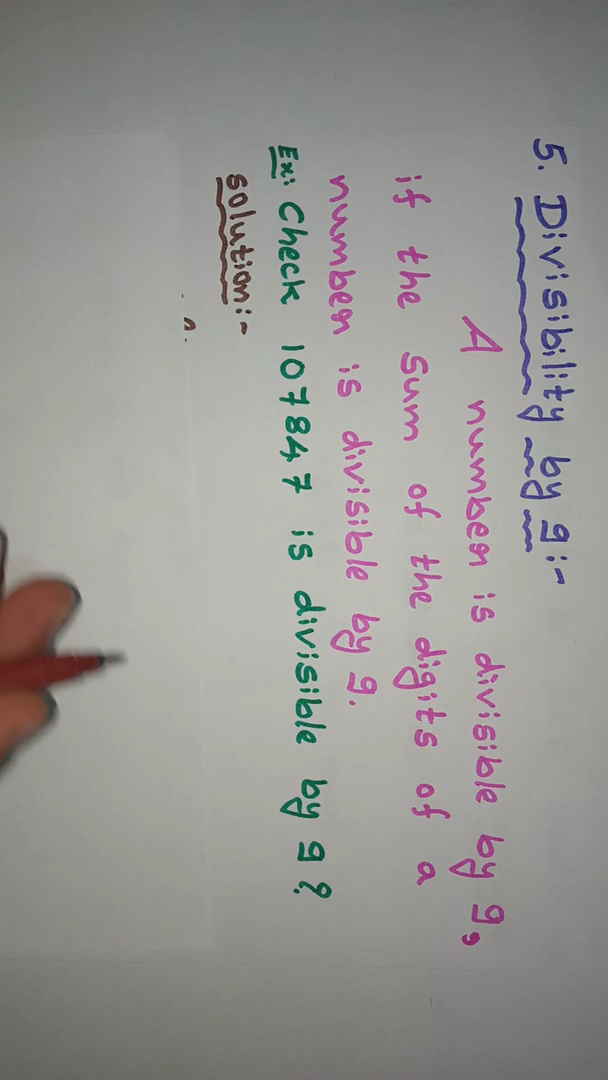 5. Divisibility by 9:-
A number is divisible by 9,
if the sum of the digits of a
number is divisible by 9.
Ex: Check 107847 is divisible by 9?
solution:-